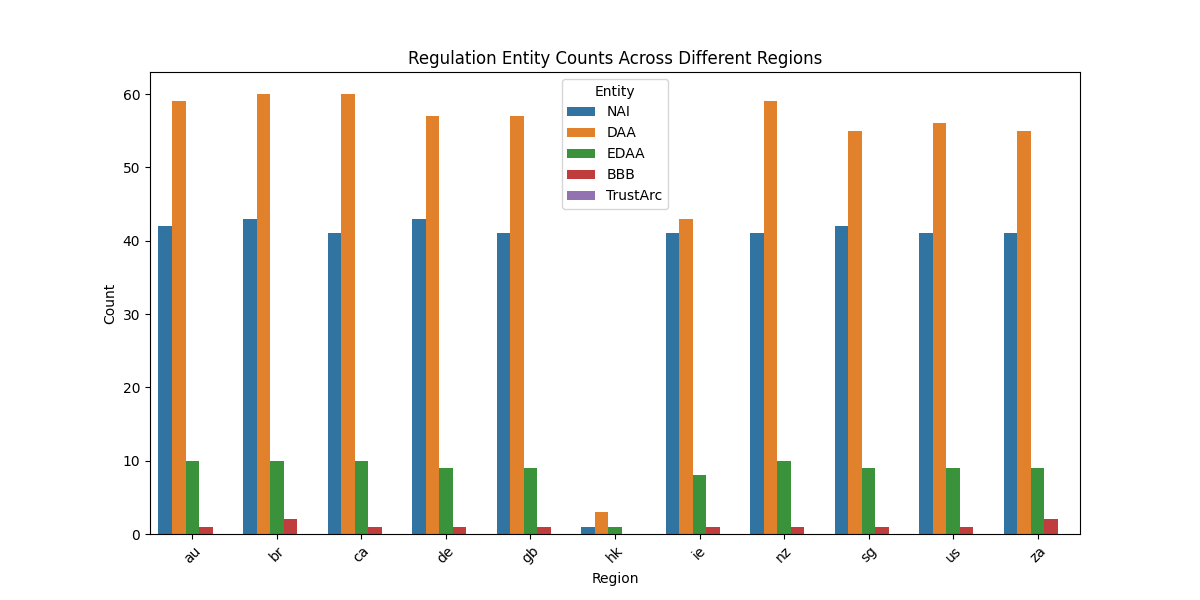 Regulation Entity Counts Across Different Regions
Entity
NAI
DAA
EDAA
BBB
TrustArc
Count
60
50
40
30
20
10
0
au
br
ca
de
gb
hk
ie
nz
sg
us
za
Region